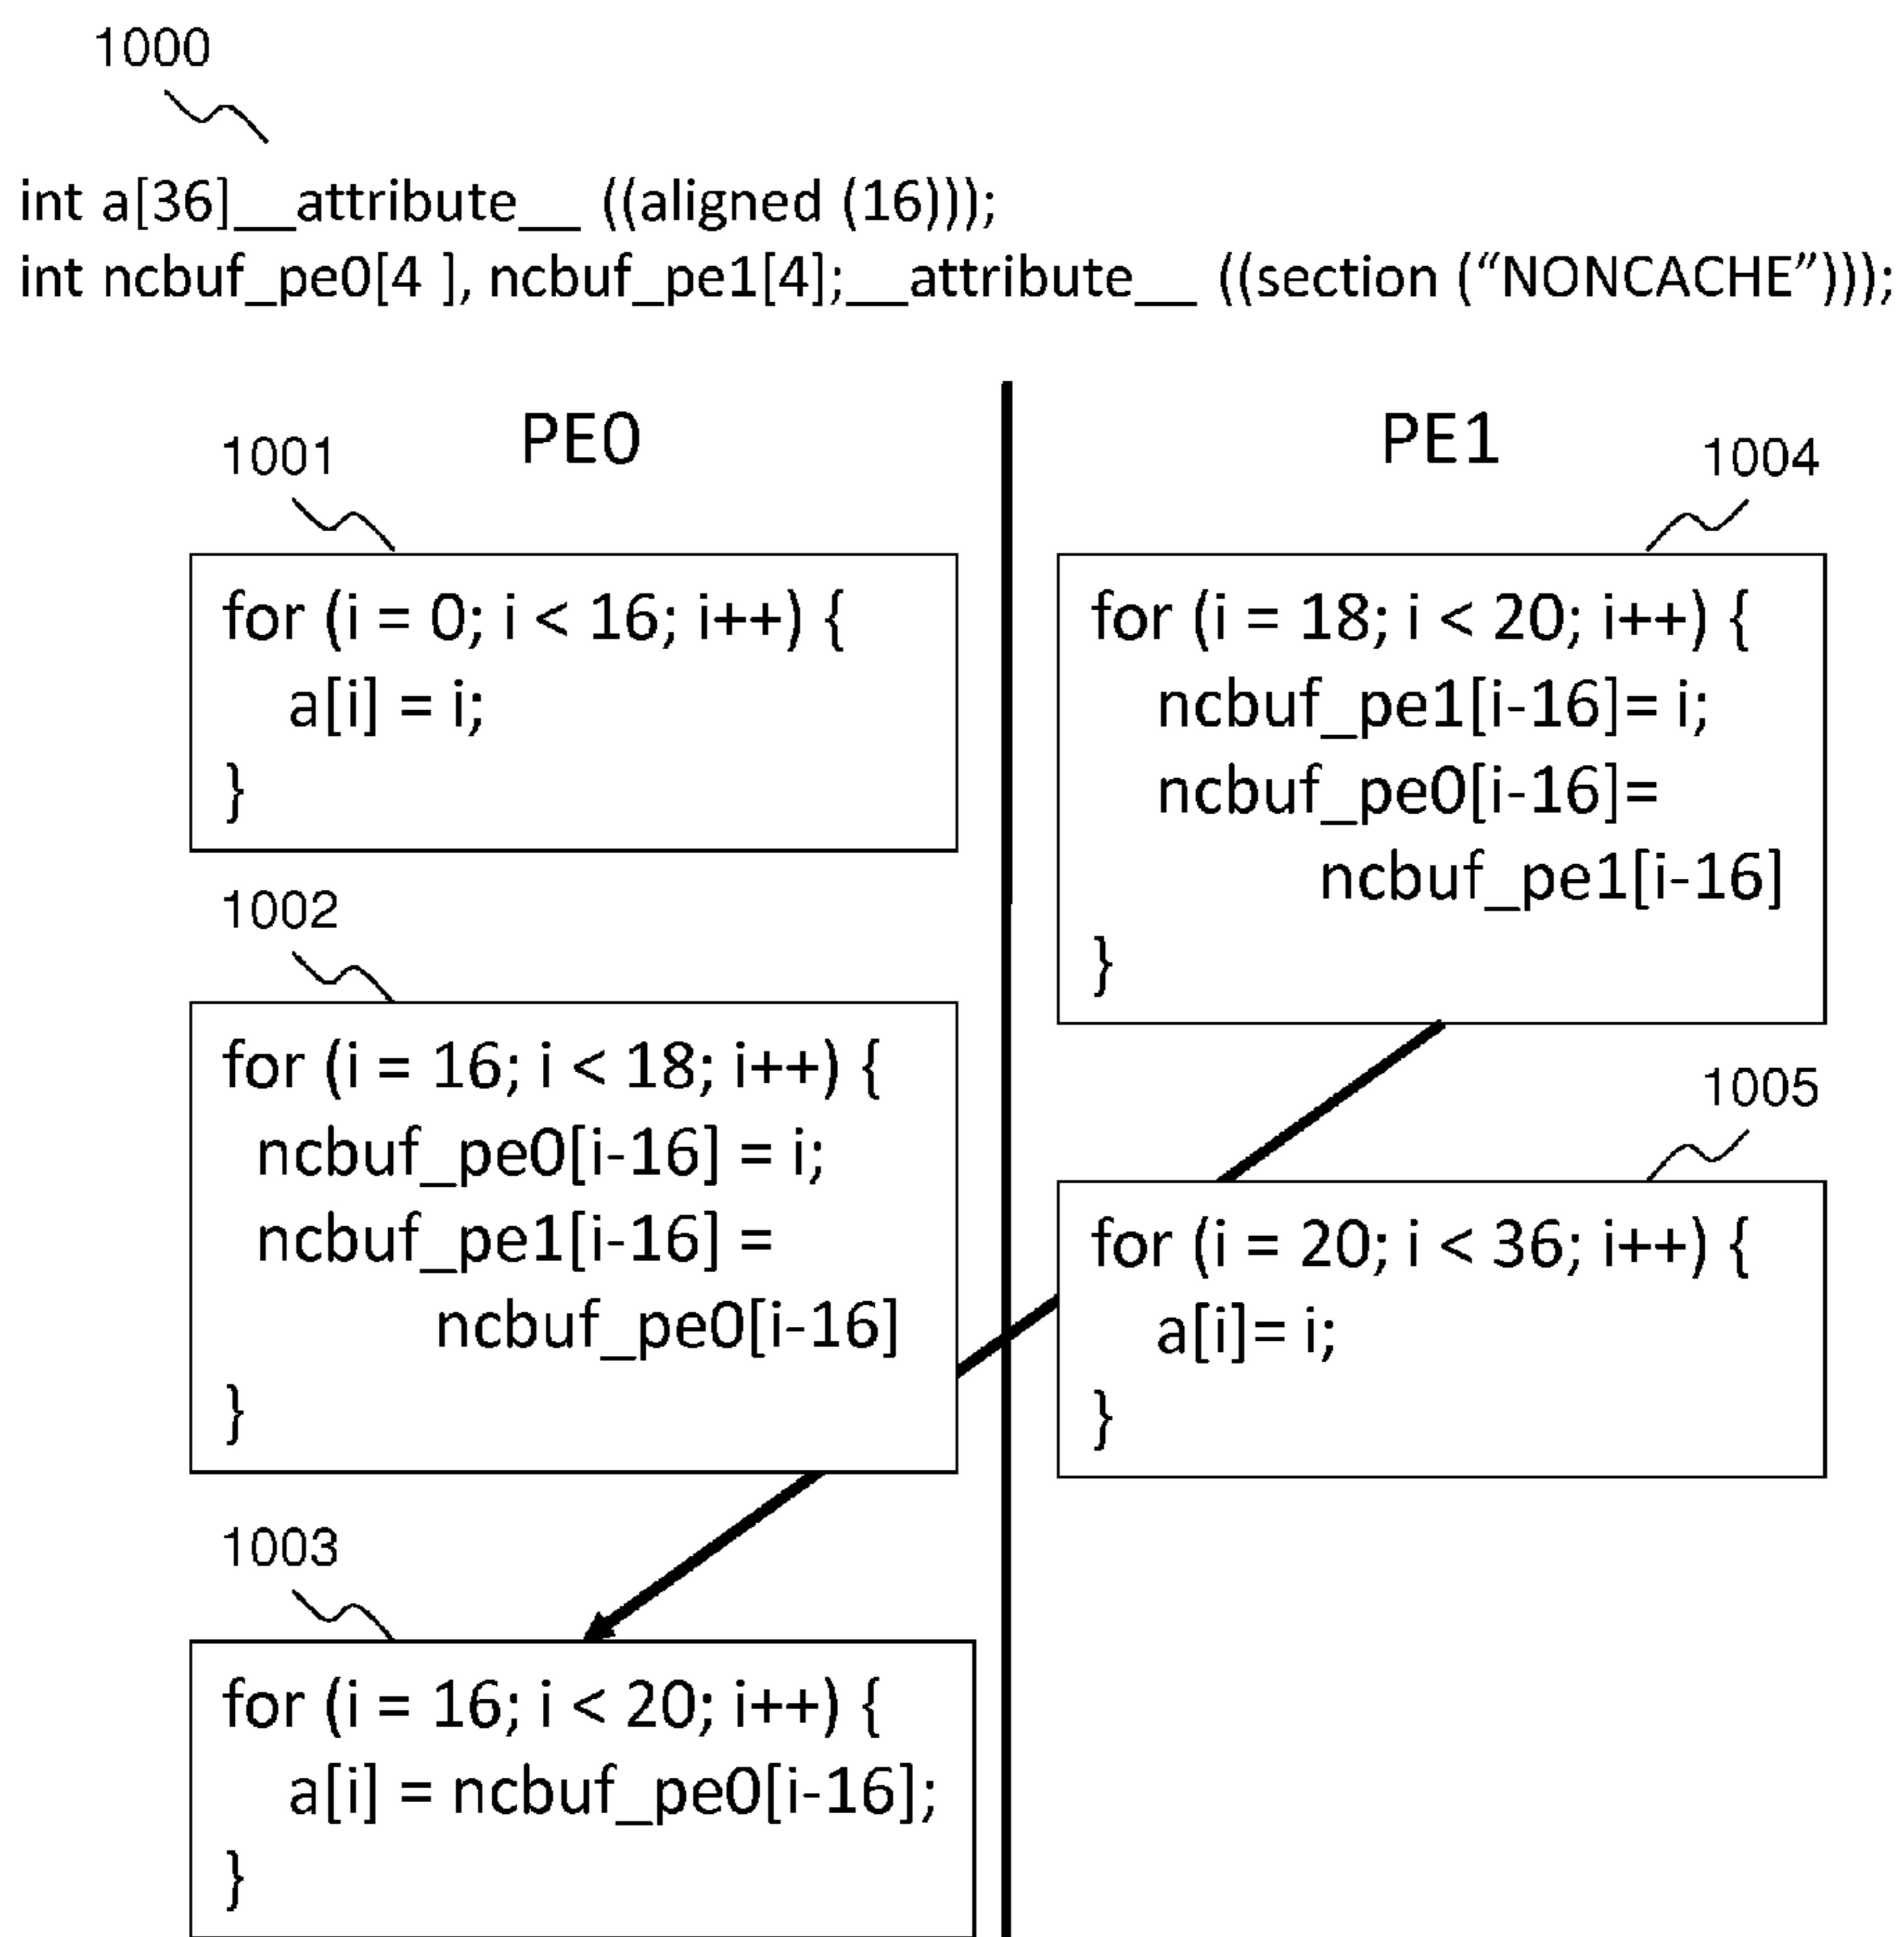 1000
int a[36]__attribute__ ((aligned (16)));
int ncbuf_pe0[4 ], ncbuf_pe1[4];__attribute__ ((section (“NONCACHE”)));
PE0
1001
for (i = 0; i < 16; i++) {
a[i] = i;
}
1002
for (i = 16; i < 18; i++) {
ncbuf_pe0[i-16] = i;
ncbuf_pe1[i-16] =
ncbuf_pe0[i-16]
}
1003
for (i = 16; i < 20; i++) {
a[i] = ncbuf_pe0[i-16];
}
PE1
1004
for (i = 18; i < 20; i++) {
ncbuf_pe1[i-16]= i;
ncbuf_pe0[i-16]=
ncbuf_pe1[i-16]
}
1005
for (i = 20; i < 36; i++) {
a[i]= i;
}